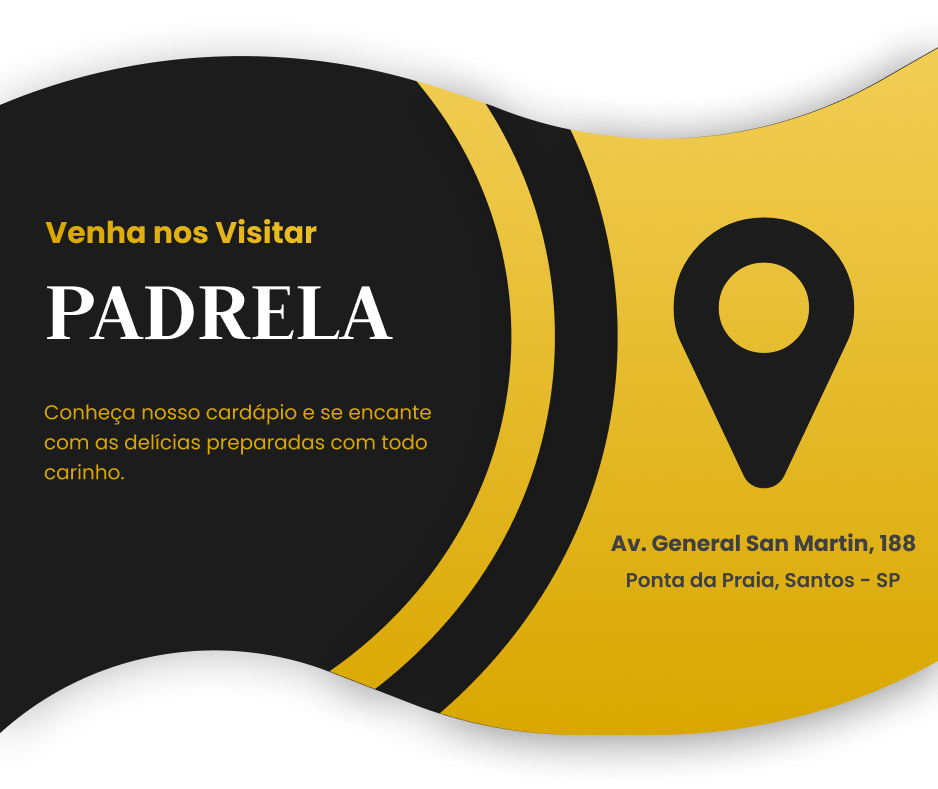 Venha nos Visitar
PADRELA
Conheça nosso cardápio e se encante
com as delícias preparadas com todo
carinho.
Av. General San Martin, 188
Ponta da Praia, Santos - SP